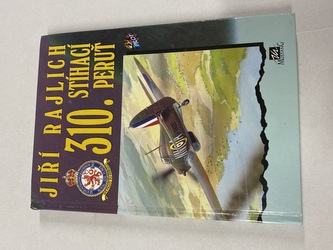 JIŘÍ RAJLICH
STÍHACÍ
310. PERUŤ